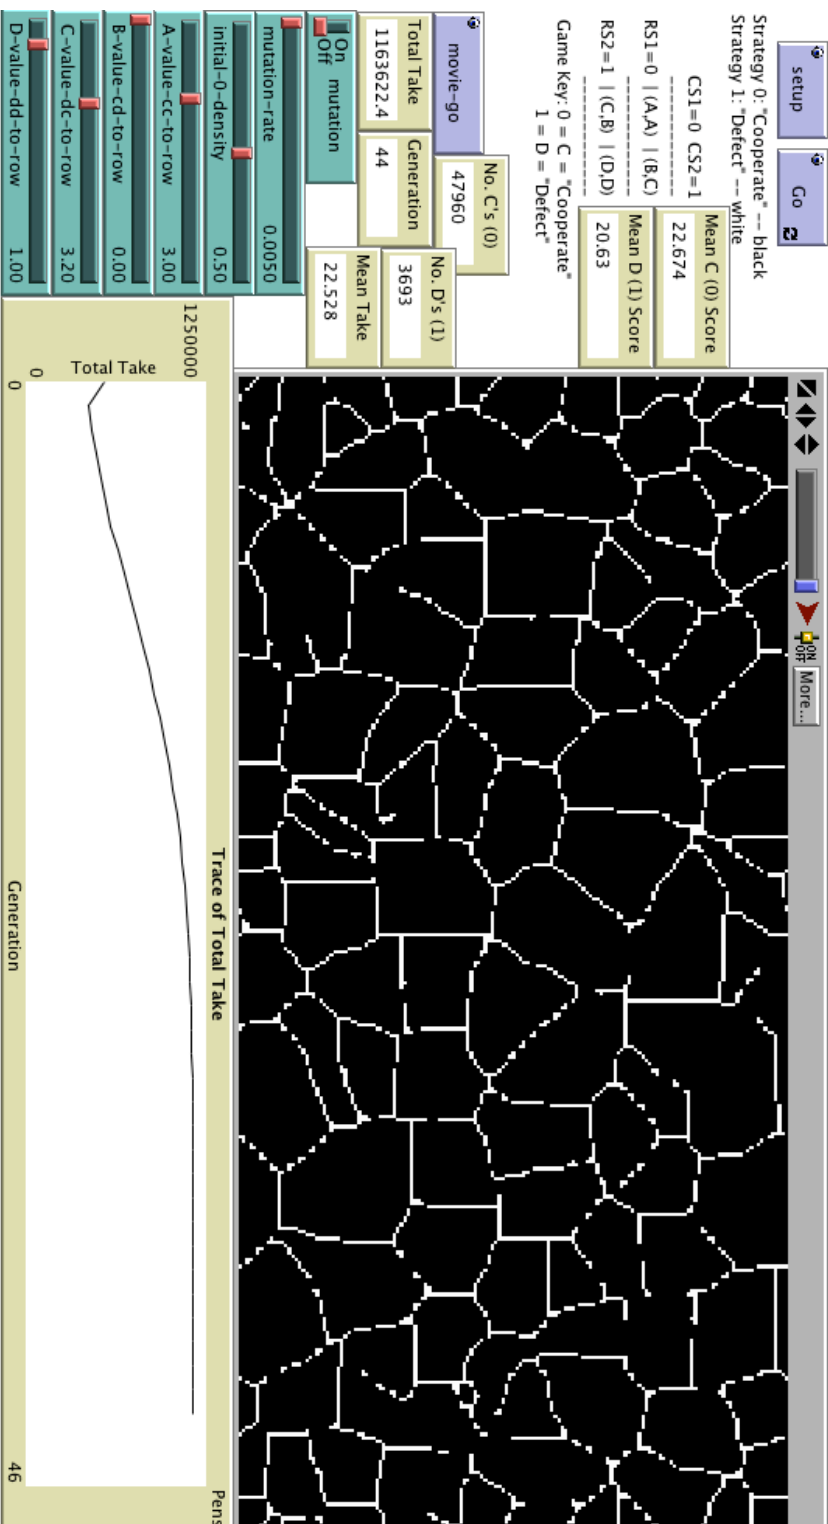 setup
Go
Strategy 0: "Cooperate" -- black
Strategy 1: "Defect" -- white
CS1=0 CS2=1
----------------
RS1=0 | (A,A) | (B,C)
----------------
RS2=1 | (C,B) | (D,D)
----------------
Game Key: 0 = C = "Cooperate"
1 = D = "Defect"
Mean C (0) Score
22.674
Mean D (1) Score
20.63
movie-go
No. C's (0)
47960
Total Take
1163622.4
Generation
44
No. D's (1)
3693
Mean Take
22.528
On
Off
mutation
mutation-rate
0.0050
initial-0-density
0.50
A-value-cc-to-row
3.00
B-value-cd-to-row
0.00
C-value-dc-to-row
3.20
D-value-dd-to-row
1.00
ON
OFF
More...
Trace of Total Take
Pens
1250000
Total Take
0
0
Generation
46